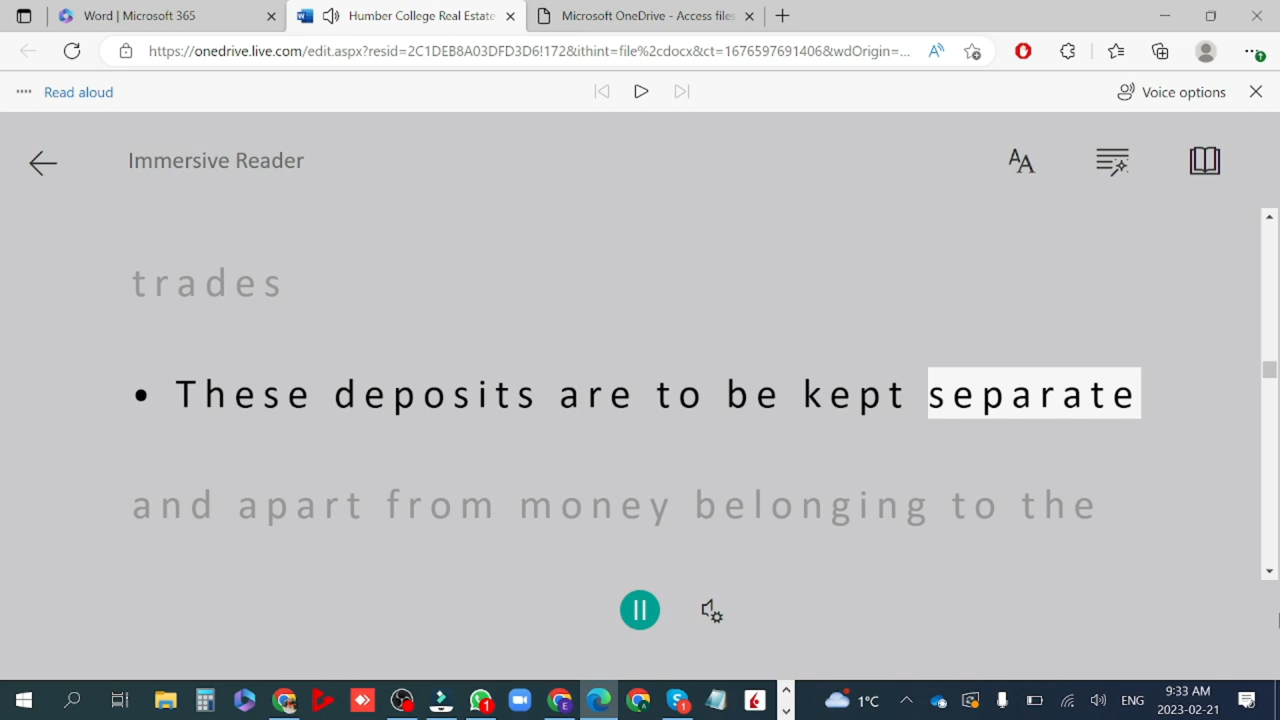 Word | Microsoft 365
Humber College Real Estate
Microsoft OneDrive - Access files
https://onedrive.live.com/edit.aspx?resid=2C1DEB8A03DFD3D6!172&ithint=file%2cdocx&ct=1676597691406&wdOrigin=...
Read aloud
Voice options
Immersive Reader
trades
• These deposits are to be kept separate
and apart from money belonging to the
1°C
ENG
9:33 AM
2023-02-21